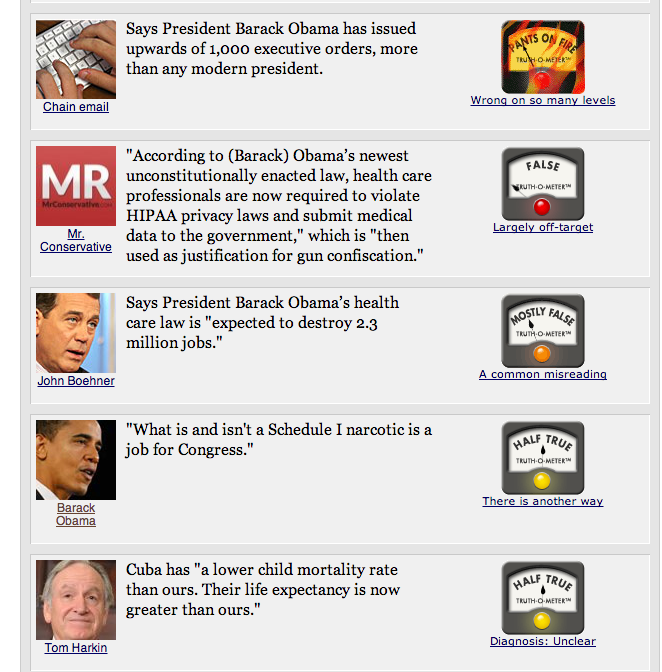 Says President Barack Obama has issued
upwards of 1,000 executive orders, more
than any modern president.
Chain email
PANTS ON FIRE
TRUTH-O-METER™
Wrong on so many levels
MR
MrConservative.com
Mr.
Conservative
"According to (Barack) Obama’s newest
unconstitutionally enacted law, health care
professionals are now required to violate
HIPAA privacy laws and submit medical
data to the government," which is "then
used as justification for gun confiscation."
FALSE
TRUTH-O-METER™
Largely off-target
John Boehner
Says President Barack Obama’s health
care law is "expected to destroy 2.3
million jobs."
MOSTLY FALSE
TRUTH-O-METER™
A common misreading
Barack
Obama
"What is and isn't a Schedule I narcotic is a
job for Congress."
HALF TRUE
TRUTH-O-METER™
There is another way
Tom Harkin
Cuba has "a lower child mortality rate
than ours. Their life expectancy is now
greater than ours."
HALF TRUE
TRUTH-O-METER™
Diagnosis: Unclear